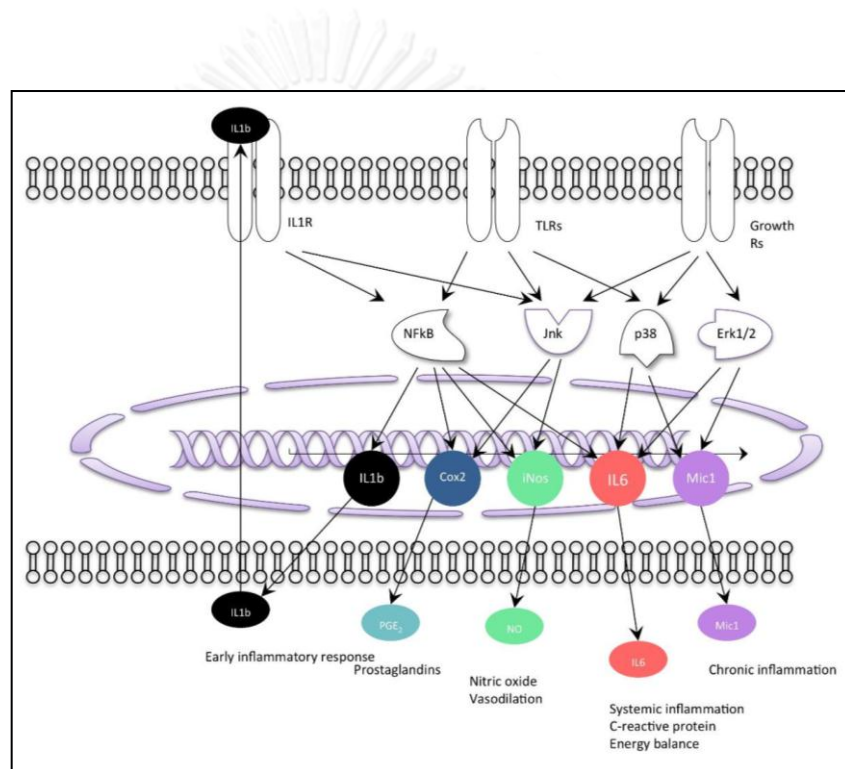 IL1b
IL1R
TLRs
Growth
Rs
NFkB
Jnk
p38
Erk1/2
IL1b
Cox2
iNos
IL6
Mic1
IL1b
PGE2
NO
IL6
Mic1
Early inflammatory response
Prostaglandins
Nitric oxide
Vasodilation
Chronic inflammation
Systemic inflammation
C-reactive protein
Energy balance